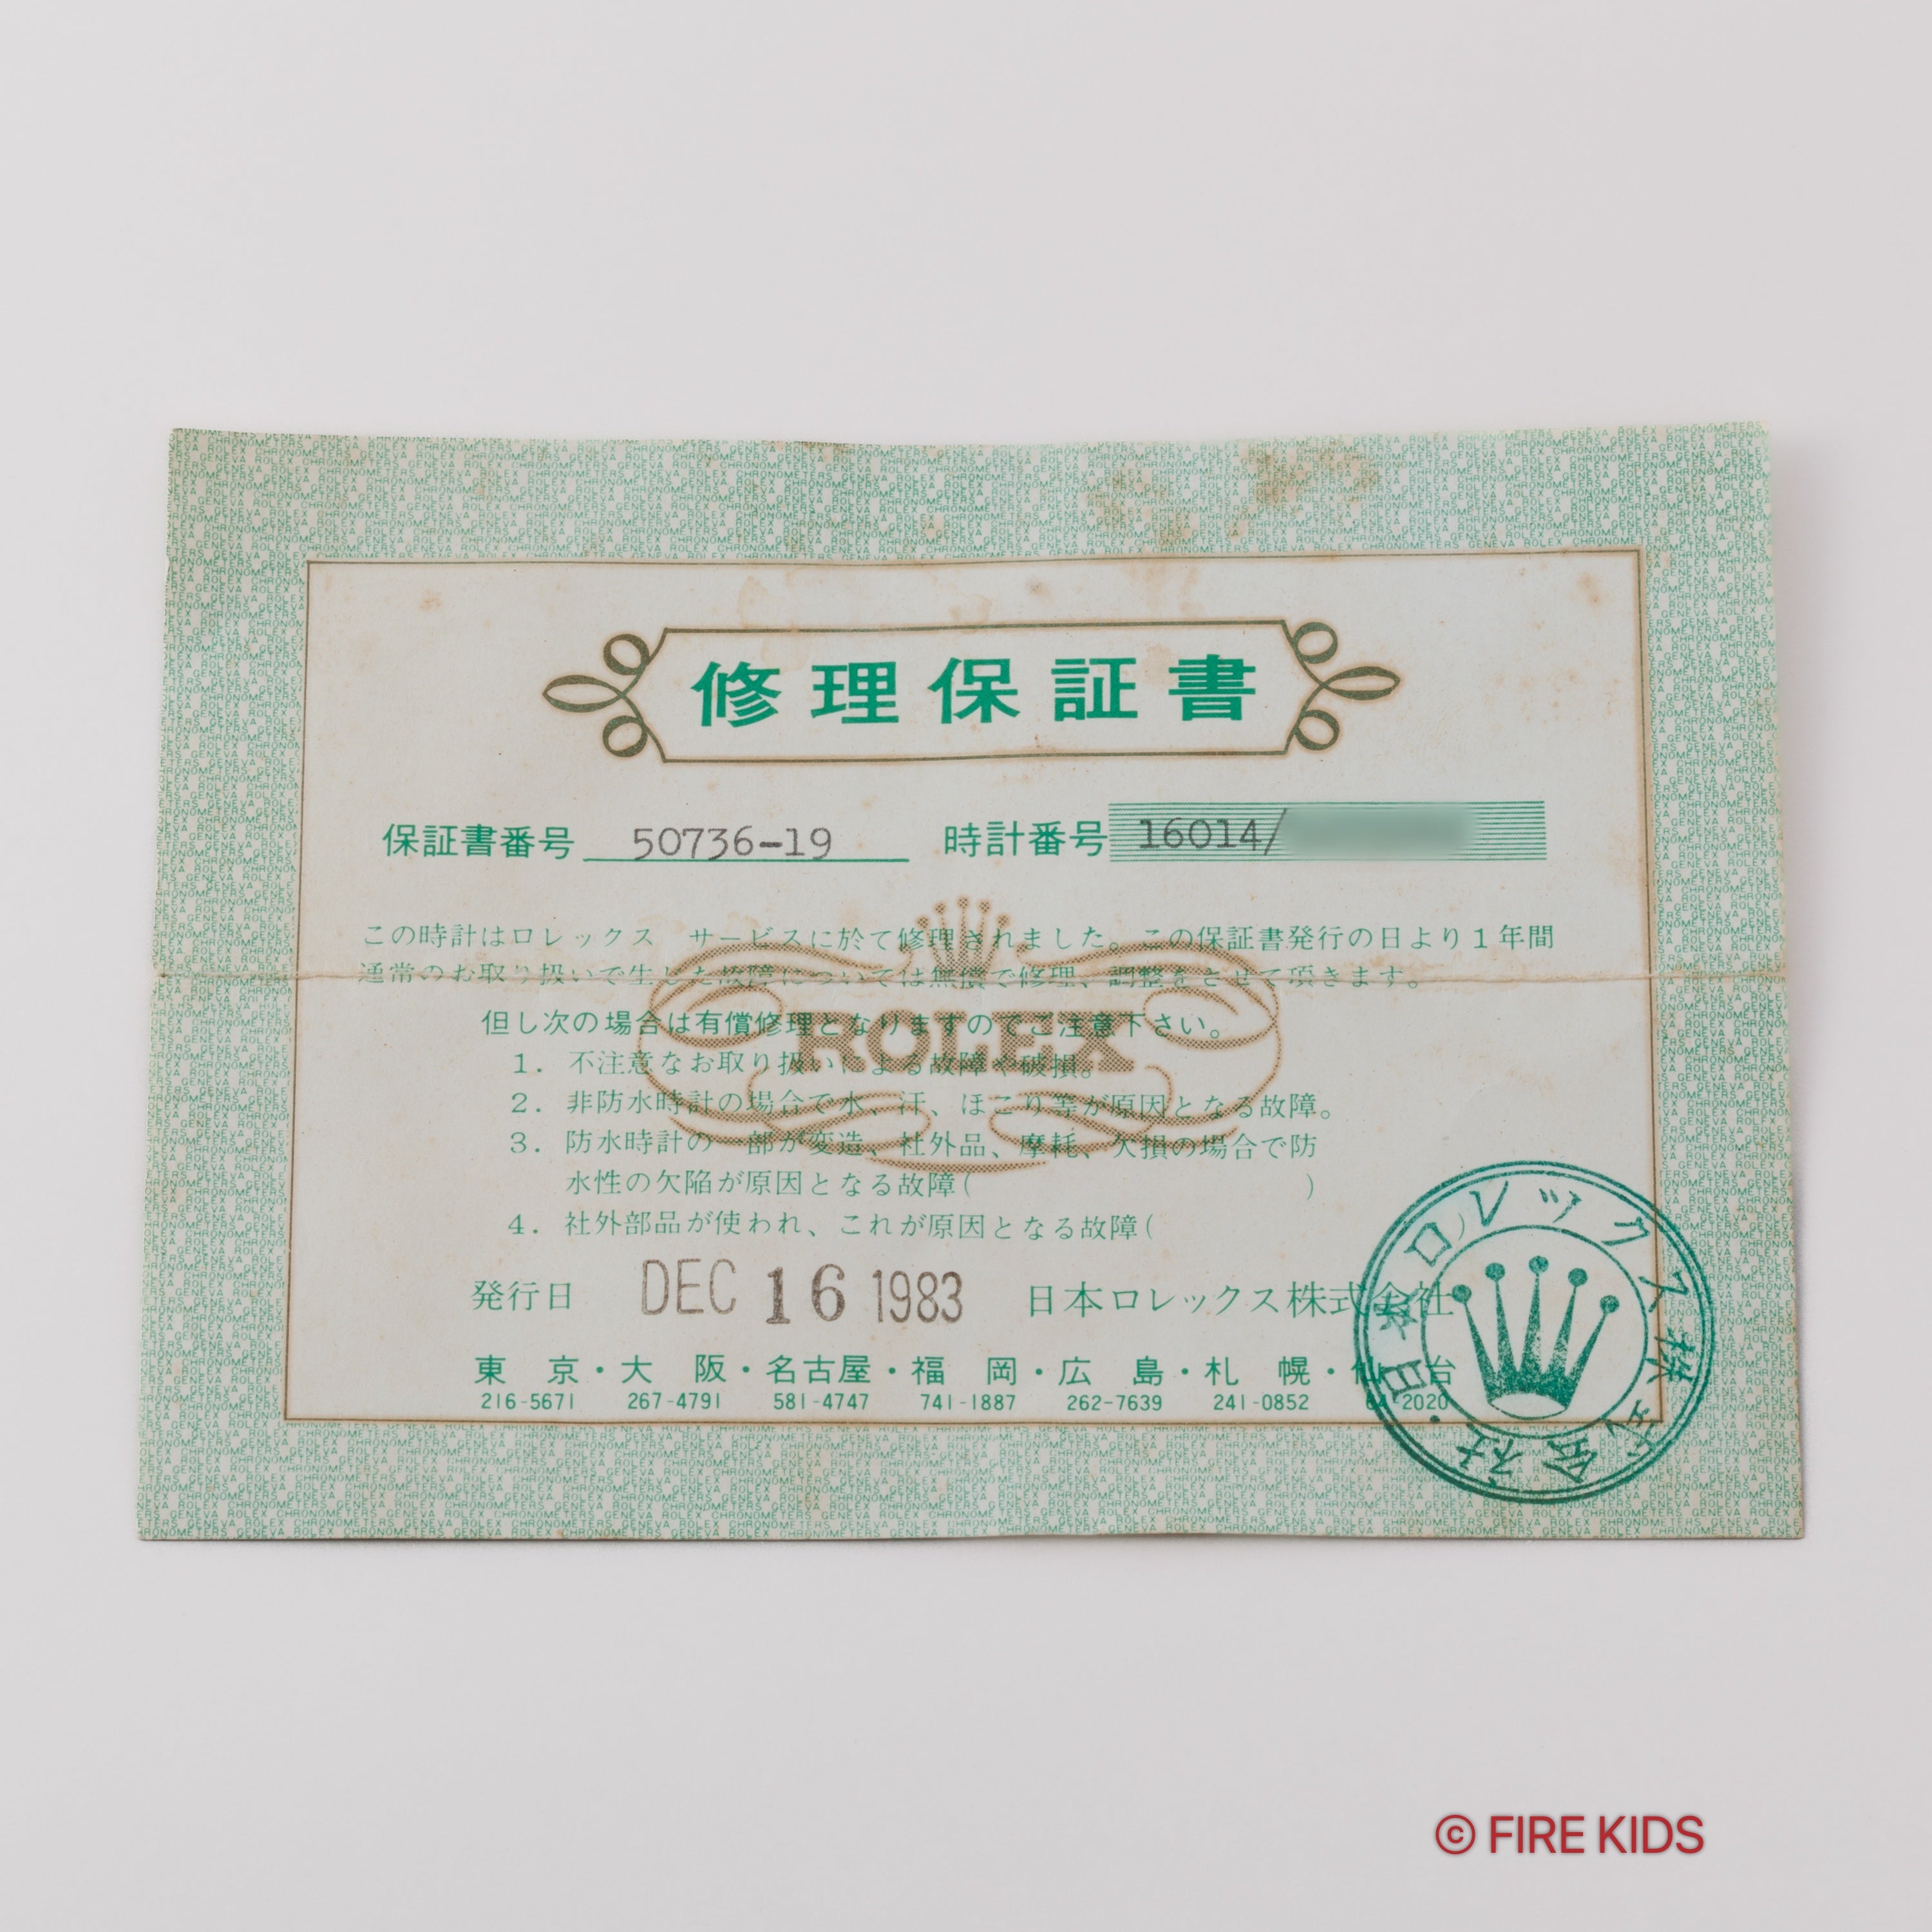 修理保証書
保証書番号 50736-19 時計番号 16014/
この時計はロレックス サービスに於て修理されました。この保証書発行の日より1年間
通常のお取り扱いで生じた故障については無償で修理、調整をさせて頂きます。
ROLEX
但し次の場合は有償修理となりますのでご注意下さい。
1. 不注意なお取り扱いによる故障や破損。
2. 非防水時計の場合で水、汗、ほこり等が原因となる故障。
3. 防水時計の一部が変造、社外品、摩耗、欠損の場合で防
水性の欠陥が原因となる故障( )
4. 社外部品が使われ、これが原因となる故障( )
発行日 DEC 16 1983 日本ロレックス株式会社
東京・大阪・名古屋・福岡・広島・札幌・仙台
216-5671 267-4791 581-4747 741-1887 262-7639 241-0852 2020
日本ロレックス株式会社
© FIRE KIDS